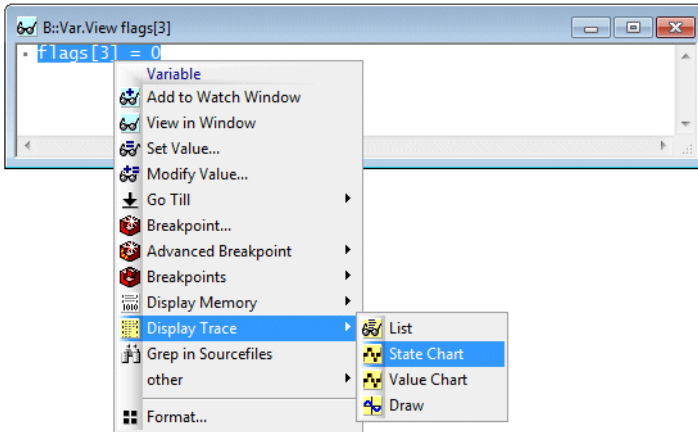 B::Var.View flags[3]
flags[3] = 0
Variable
Add to Watch Window
View in Window
Set Value...
Modify Value...
Go Till
Breakpoint...
Advanced Breakpoint
Breakpoints
Display Memory
Display Trace
List
Grep in Sourcefiles
State Chart
other
Value Chart
Draw
Format...